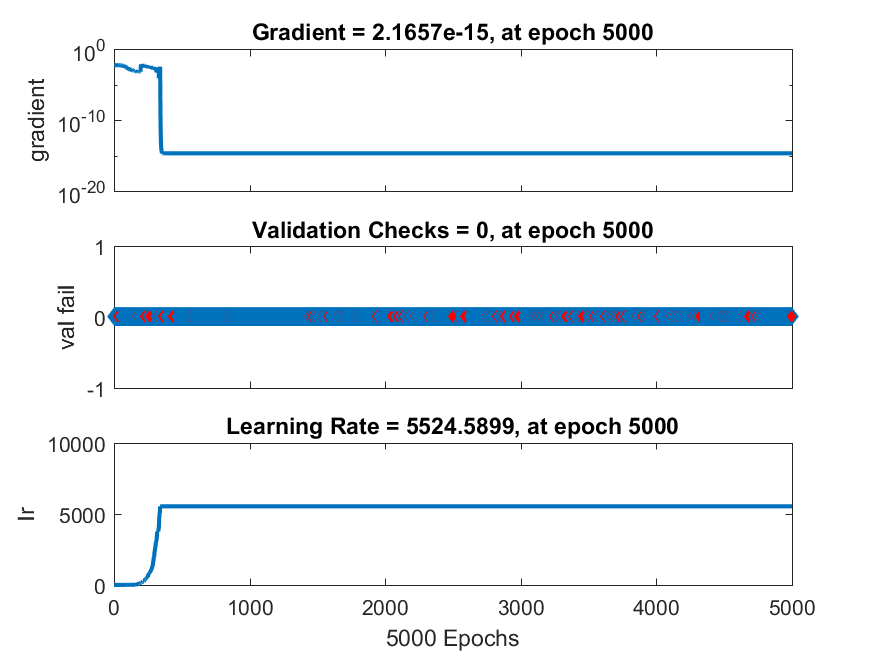 Gradient = 2.1657e-15, at epoch 5000
10^0
10^-10
10^-20
gradient
Validation Checks = 0, at epoch 5000
1
0
-1
val fail
Learning Rate = 5524.5899, at epoch 5000
10000
5000
0
lr
0 1000 2000 3000 4000 5000
5000 Epochs